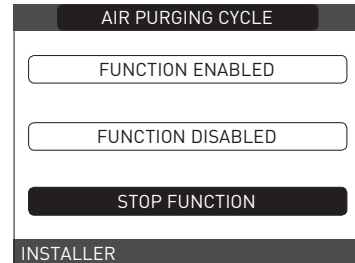 AIR PURGING CYCLE
FUNCTION ENABLED
FUNCTION DISABLED
STOP FUNCTION
INSTALLER